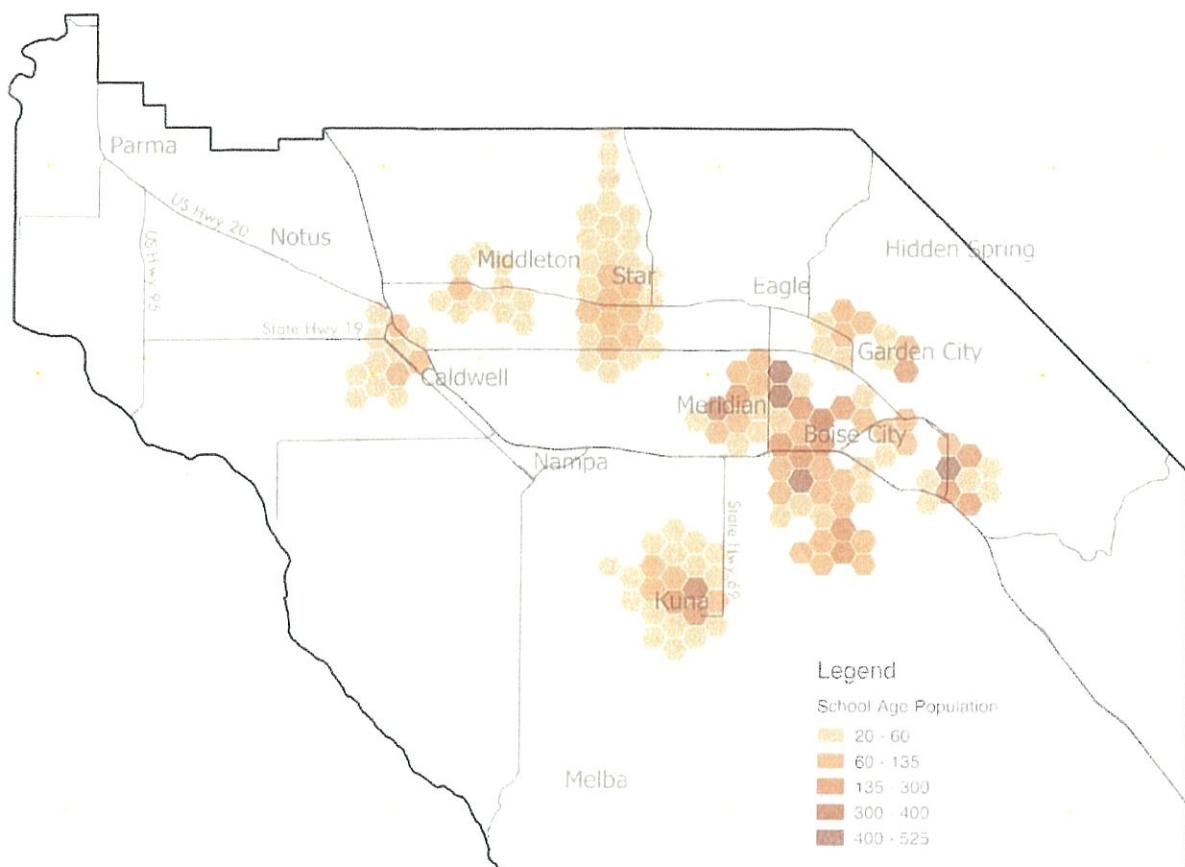 Parma
US Hwy 20
US Hwy 95
Notus
Middleton
Star
Eagle
Hidden Spring
State Hwy 19
Caldwell
Garden City
Meridian
Boise City
Nampa
State Hwy 69
Kuna
Melba
Legend
School Age Population
20 - 60
60 - 135
135 - 300
300 - 400
400 - 525